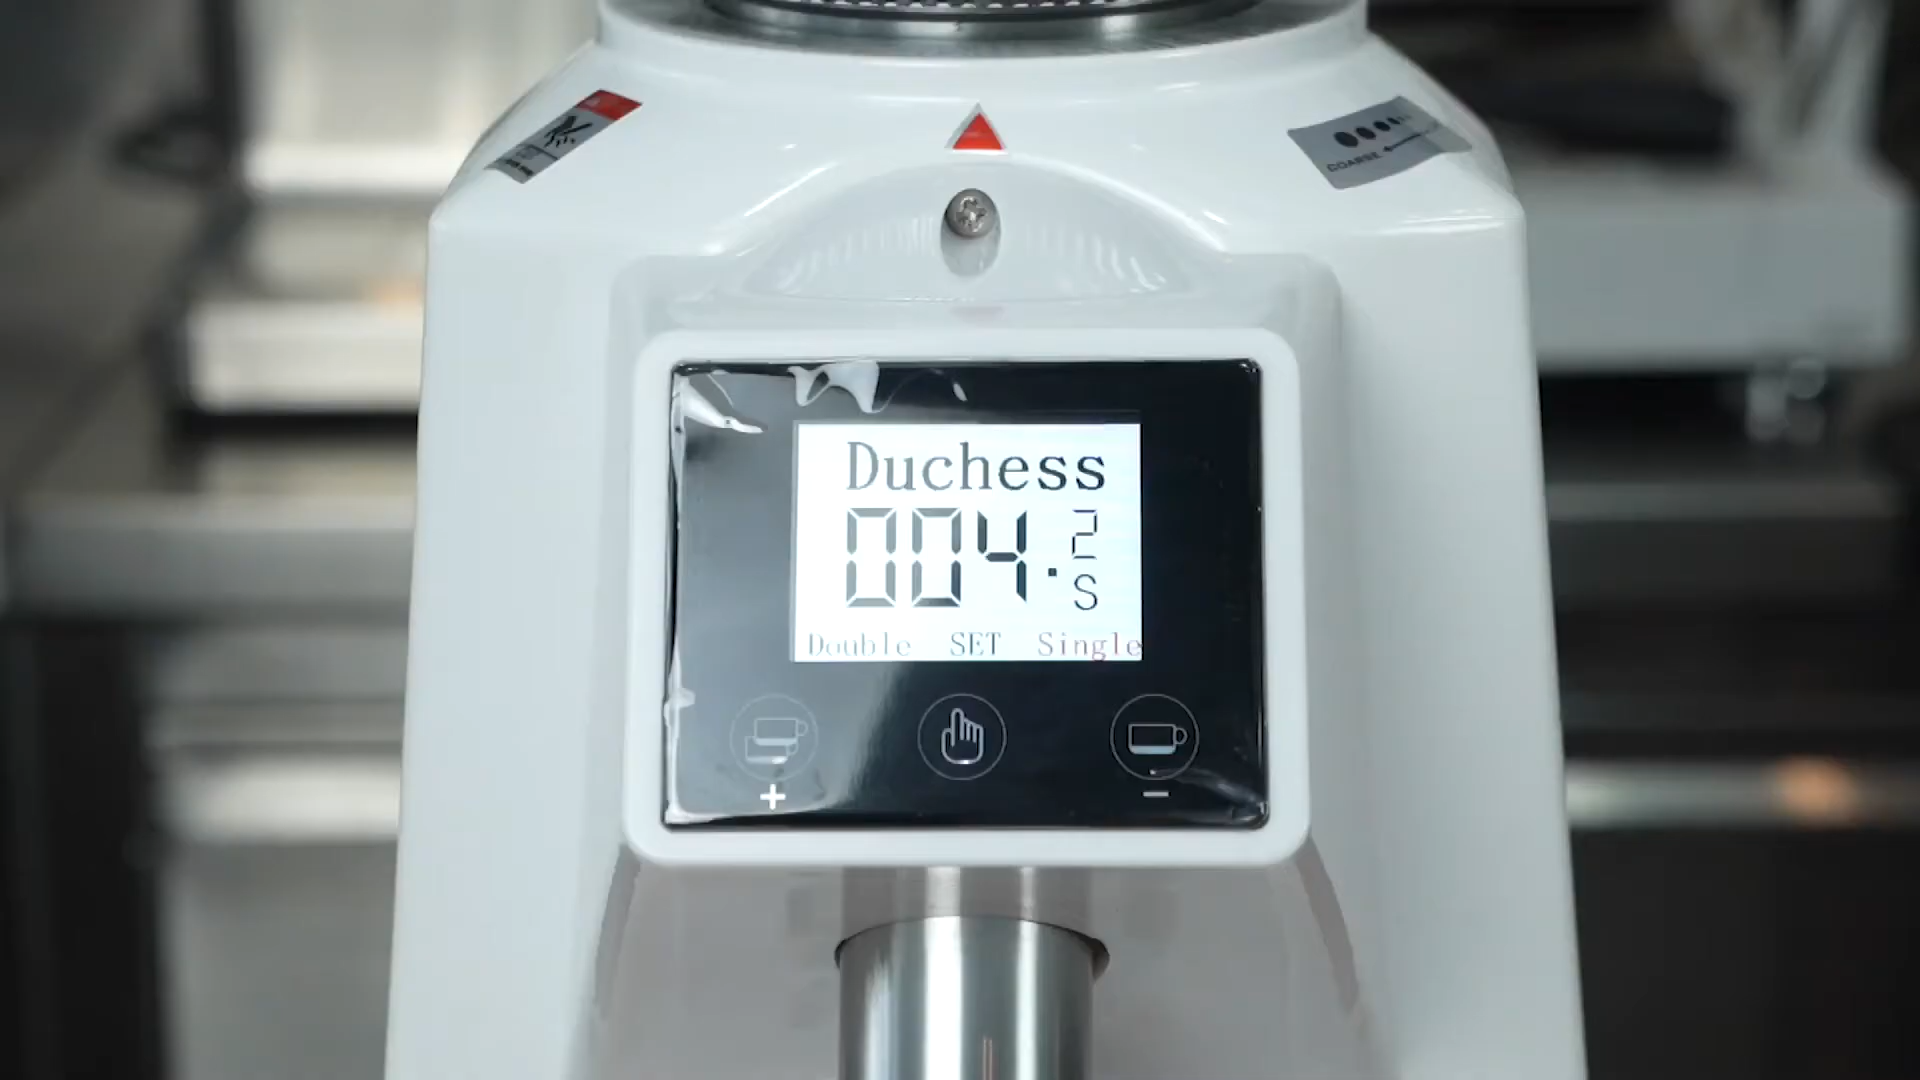 COARSE
Duchess
004.2
S
Double SET Single
+
-